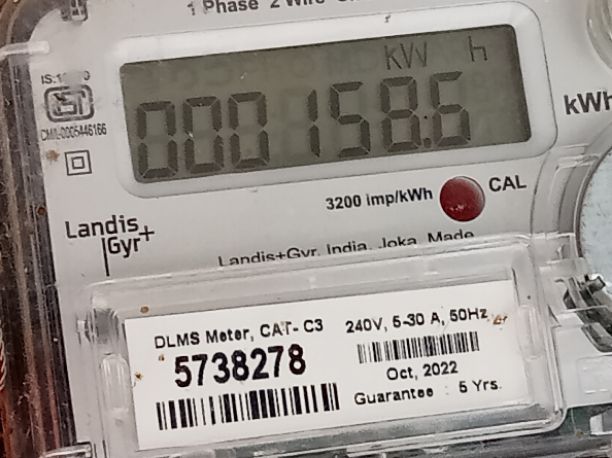 1 Phase 2 Wire
kW h
000158.6
kWh
CM/L-0005446166
3200 imp/kWh
CAL
Landis
Gyr+
Landis+Gyr, India, Joka, Made
DLMS Meter, CAT- C3
5738278
240V, 5-30 A, 50Hz
Oct, 2022
Guarantee : 5 Yrs.